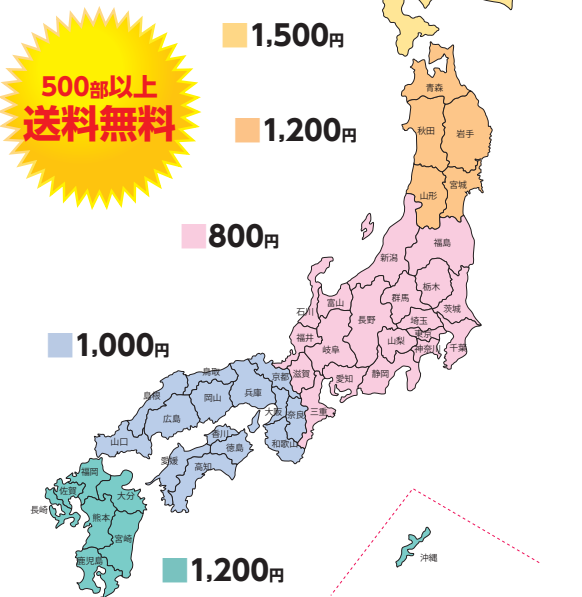 1,500円
500部以上
送料無料
1,200円
800円
1,000円
1,200円
青森
秋田
岩手
宮城
山形
福島
新潟
栃木
群馬
石川
富山
茨城
長野
埼玉
東京
福井
山梨
神奈川
千葉
岐阜
滋賀
愛知
静岡
京都
鳥取
兵庫
岡山
島根
大阪
奈良
三重
広島
香川
山口
徳島
和歌山
愛媛
高知
福岡
佐賀
大分
長崎
熊本
宮崎
鹿児島
沖縄